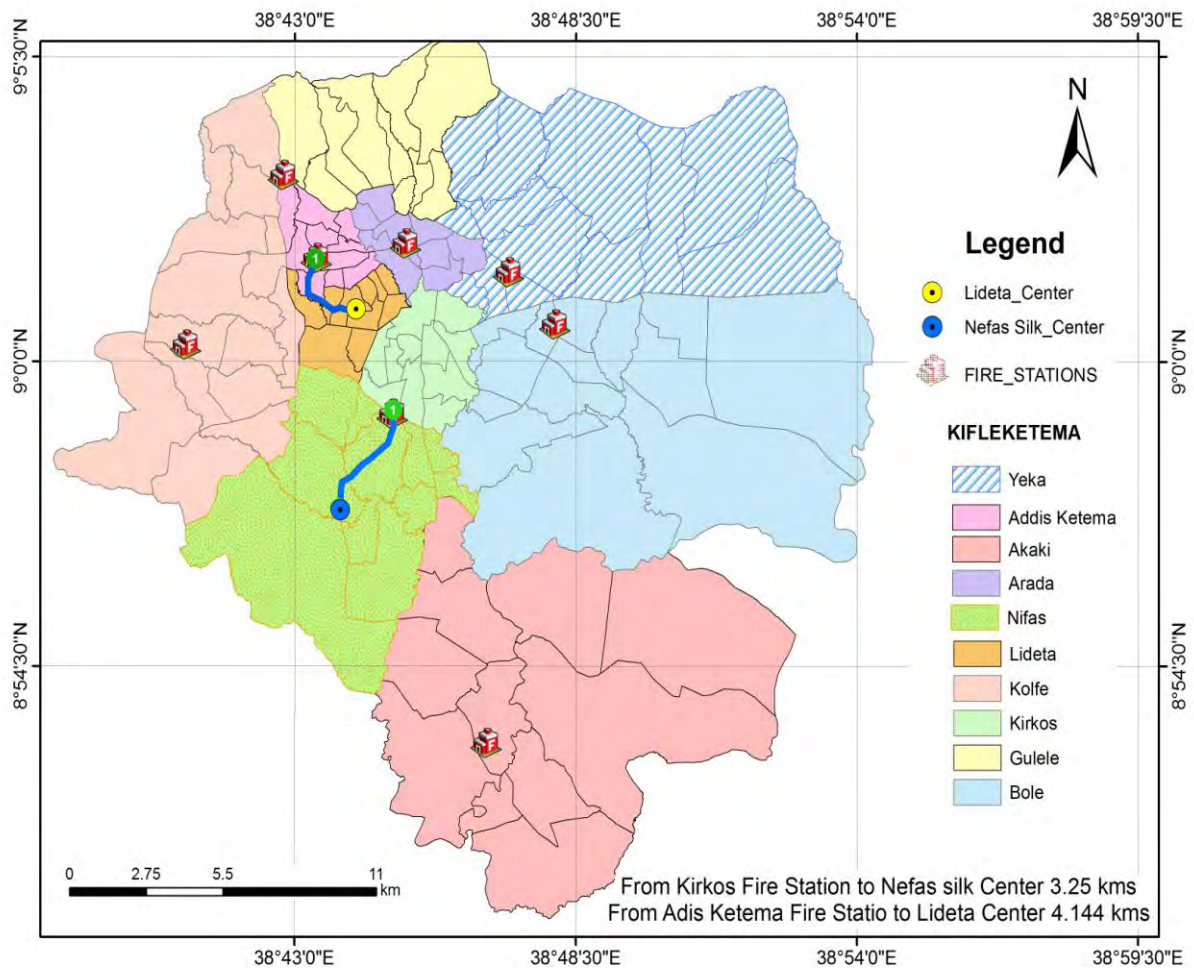 38°43'0"E 38°48'30"E 38°54'0"E 38°59'30"E
9°5'30"N
9°5'30"N
N
Legend
Lideta_Center
Nefas Silk_Center
FIRE_STATIONS
9°0'0"N
9°0'0"N
KIFLEKETEMA
Yeka
Addis Ketema
Akaki
Arada
Nifas
Lideta
Kolfe
Kirkos
Gulele
Bole
8°54'30"N
8°54'30"N
F
F
1
F
F
F
1
F
0 2.75 5.5 11
km
From Kirkos Fire Station to Nefas silk Center 3.25 kms
From Adis Ketema Fire Statio to Lideta Center 4.144 kms
38°43'0"E 38°48'30"E 38°54'0"E 38°59'30"E